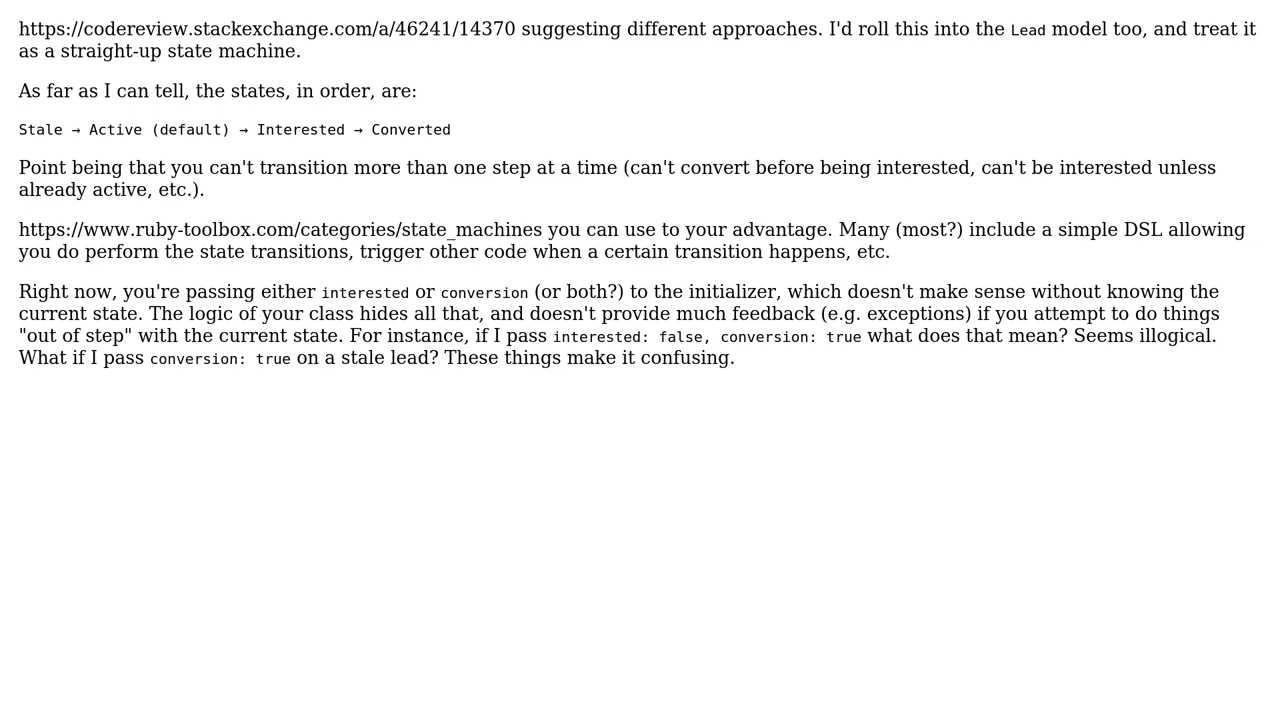 https://codereview.stackexchange.com/a/46241/14370 suggesting different approaches. I'd roll this into the Lead model too, and treat it
as a straight-up state machine.
As far as I can tell, the states, in order, are:
Stale → Active (default) → Interested → Converted
Point being that you can't transition more than one step at a time (can't convert before being interested, can't be interested unless
already active, etc.).
https://www.ruby-toolbox.com/categories/state_machines you can use to your advantage. Many (most?) include a simple DSL allowing
you do perform the state transitions, trigger other code when a certain transition happens, etc.
Right now, you're passing either interested or conversion (or both?) to the initializer, which doesn't make sense without knowing the
current state. The logic of your class hides all that, and doesn't provide much feedback (e.g. exceptions) if you attempt to do things
"out of step" with the current state. For instance, if I pass interested: false, conversion: true what does that mean? Seems illogical.
What if I pass conversion: true on a stale lead? These things make it confusing.